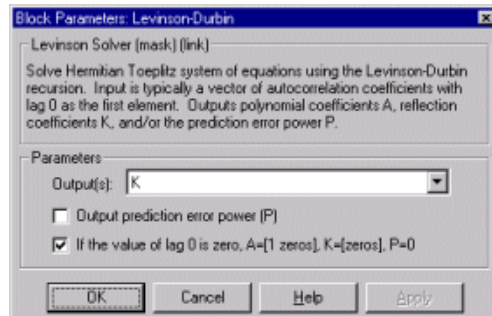 Block Parameters: Levinson-Durbin
Levinson Solver (mask) (link)
Solve Hermitian Toeplitz system of equations using the Levinson-Durbin
recursion. Input is typically a vector of autocorrelation coefficients with
lag 0 as the first element. Outputs polynomial coefficients A, reflection
coefficients K, and/or the prediction error power P.
Parameters
Output(s): K
Output prediction error power (P)
If the value of lag 0 is zero, A=[1 zeros], K=[zeros], P=0
OK Cancel Help Apply